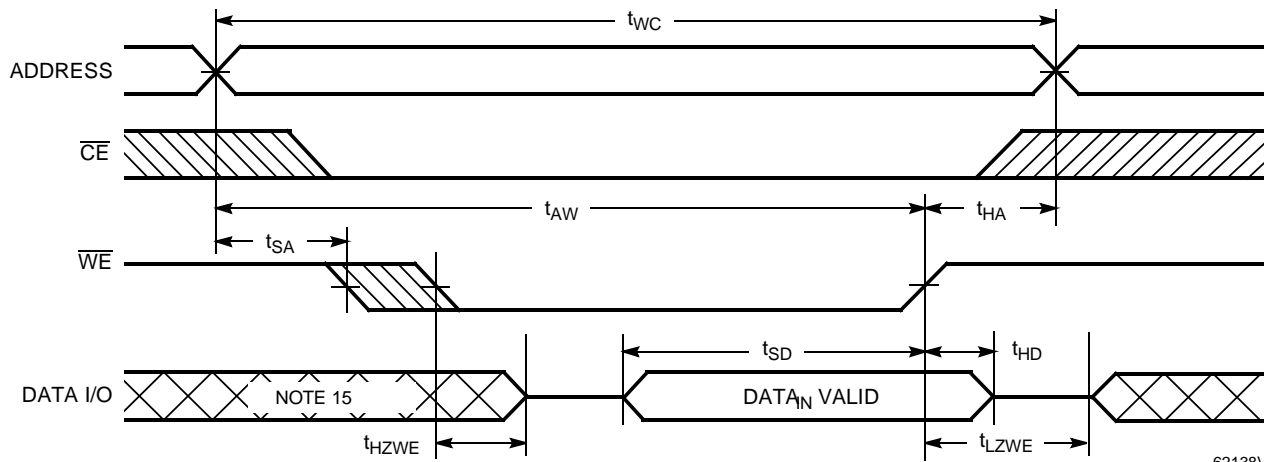 tWC
ADDRESS
CE
tAW
tHA
tSA
WE
tSD
tHD
DATA I/O
NOTE 15
DATAIN VALID
tHZWE
tLZWE